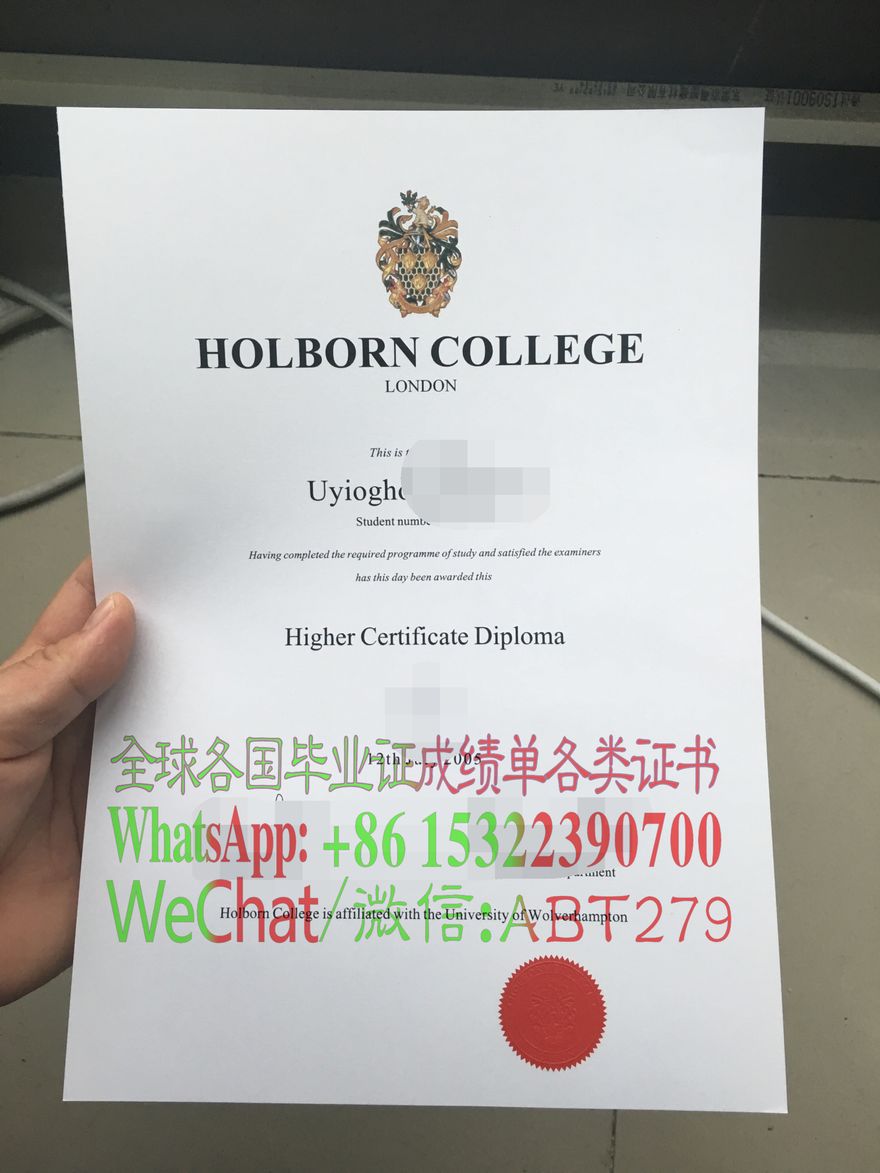 HOLBORN COLLEGE
LONDON
This is
Student
Having completed the required programme of study and satisfied the examiners
has this day been awarded this
Higher Certificate Diploma
全球各国毕业证成绩单各类证书
12th 2005
WhatsApp: +86 15322390700
WeChat/微信:ABT279
Holborn College is affiliated with the University of Wolverhampton